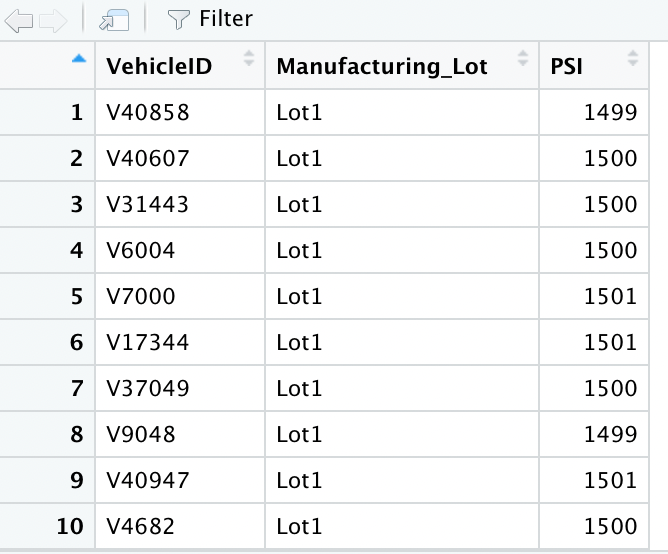 Filter
VehicleID Manufacturing_Lot PSI
1 V40858 Lot1 1499
2 V40607 Lot1 1500
3 V31443 Lot1 1500
4 V6004 Lot1 1500
5 V7000 Lot1 1501
6 V17344 Lot1 1501
7 V37049 Lot1 1500
8 V9048 Lot1 1499
9 V40947 Lot1 1501
10 V4682 Lot1 1500